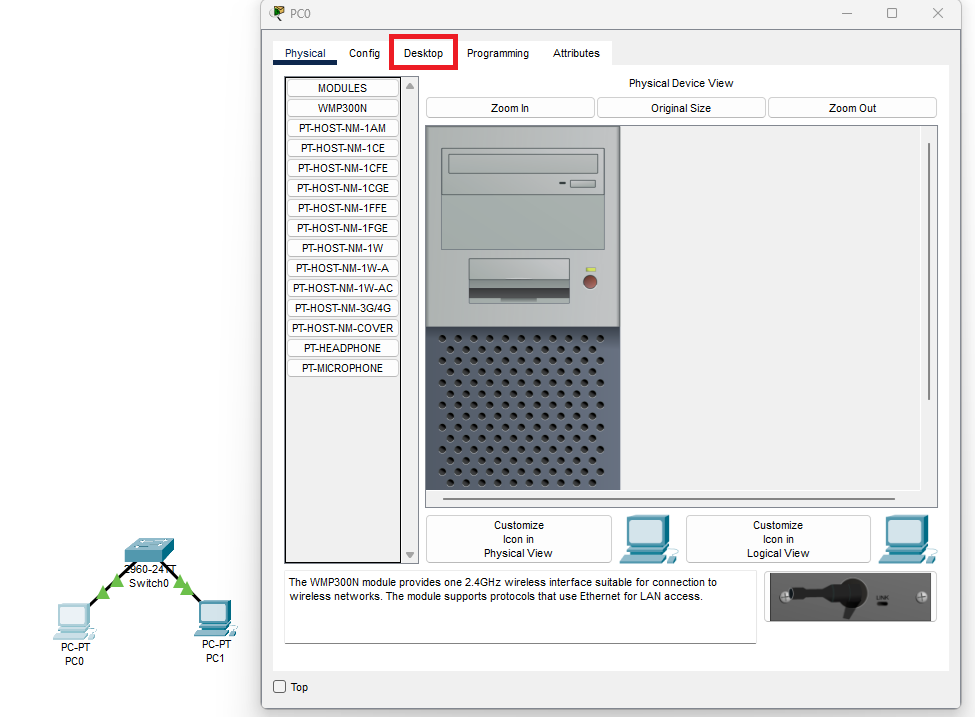 PC0
Physical
Config
Desktop
Programming
Attributes
MODULES
WMP300N
PT-HOST-NM-1AM
PT-HOST-NM-1CE
PT-HOST-NM-1CFE
PT-HOST-NM-1CGE
PT-HOST-NM-1FFE
PT-HOST-NM-1FGE
PT-HOST-NM-1W
PT-HOST-NM-1W-A
PT-HOST-NM-1W-AC
PT-HOST-NM-3G/4G
PT-HOST-NM-COVER
PT-HEADPHONE
PT-MICROPHONE
Physical Device View
Zoom In
Original Size
Zoom Out
Customize
Icon in
Physical View
Customize
Icon in
Logical View
The WMP300N module provides one 2.4GHz wireless interface suitable for connection to
wireless networks. The module supports protocols that use Ethernet for LAN access.
LINK
Top
2960-24TT
Switch0
PC-PT
PC0
PC-PT
PC1